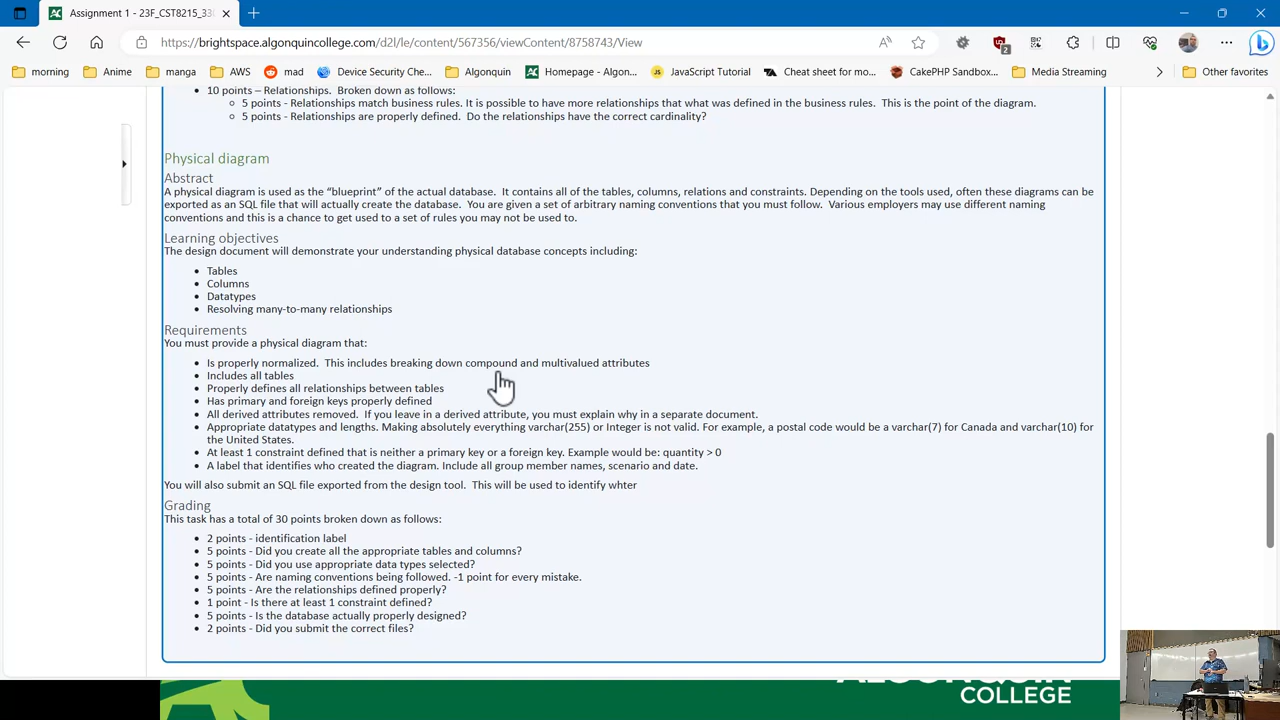 Assignment 1 - 23F_CST8215_33
https://brightspace.algonquincollege.com/d2l/le/content/567356/viewContent/8758743/View
2
morning
Anime
manga
AWS
mad
Device Security Che...
Algonquin
Homepage - Algon...
JavaScript Tutorial
Cheat sheet for mo...
CakePHP Sandbox...
Media Streaming
Other favorites
• 10 points – Relationships. Broken down as follows:
○ 5 points - Relationships match business rules. It is possible to have more relationships that what was defined in the business rules. This is the point of the diagram.
○ 5 points - Relationships are properly defined. Do the relationships have the correct cardinality?
Physical diagram
Abstract
A physical diagram is used as the “blueprint” of the actual database. It contains all of the tables, columns, relations and constraints. Depending on the tools used, often these diagrams can be
exported as an SQL file that will actually create the database. You are given a set of arbitrary naming conventions that you must follow. Various employers may use different naming
conventions and this is a chance to get used to a set of rules you may not be used to.
Learning objectives
The design document will demonstrate your understanding physical database concepts including:
• Tables
• Columns
• Datatypes
• Resolving many-to-many relationships
Requirements
You must provide a physical diagram that:
• Is properly normalized. This includes breaking down compound and multivalued attributes
• Includes all tables
• Properly defines all relationships between tables
• Has primary and foreign keys properly defined
• All derived attributes removed. If you leave in a derived attribute, you must explain why in a separate document.
• Appropriate datatypes and lengths. Making absolutely everything varchar(255) or Integer is not valid. For example, a postal code would be a varchar(7) for Canada and varchar(10) for
the United States.
• At least 1 constraint defined that is neither a primary key or a foreign key. Example would be: quantity > 0
• A label that identifies who created the diagram. Include all group member names, scenario and date.
You will also submit an SQL file exported from the design tool. This will be used to identify whter
Grading
This task has a total of 30 points broken down as follows:
• 2 points - identification label
• 5 points - Did you create all the appropriate tables and columns?
• 5 points - Did you use appropriate data types selected?
• 5 points - Are naming conventions being followed. -1 point for every mistake.
• 5 points - Are the relationships defined properly?
• 1 point - Is there at least 1 constraint defined?
• 5 points - Is the database actually properly designed?
• 2 points - Did you submit the correct files?
ALGONQUIN
COLLEGE